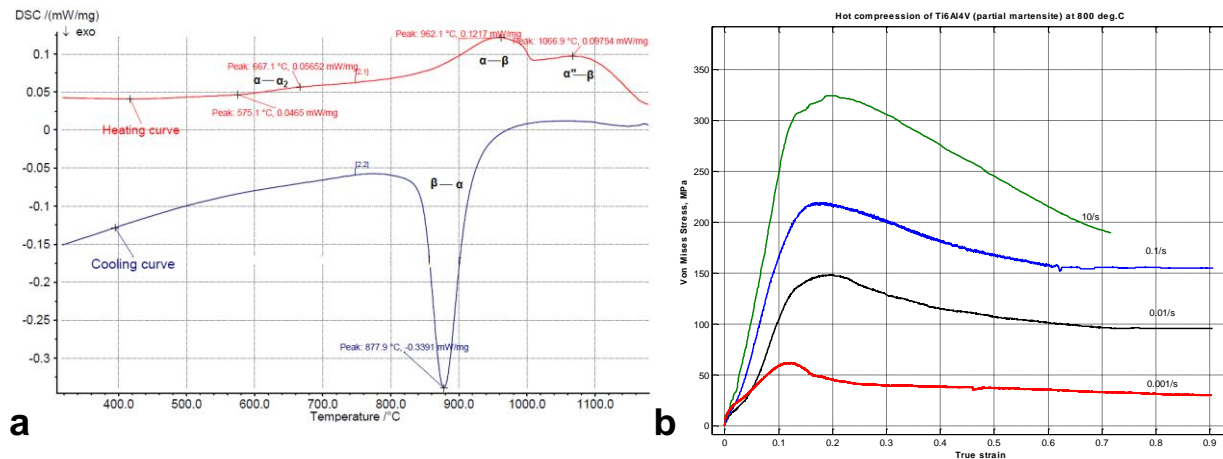 DSC /(mW/mg)
↓ exo
0.1
0.05
0
-0.05
-0.1
-0.15
-0.2
-0.25
-0.3
Peak: 962.1 °C, 0.1217 mW/mg
Peak: 1066.9 °C, 0.09754 mW/mg
Peak: 667.1 °C, 0.05652 mW/mg
α—β
α"—β
α—α2
[2.1]
Peak: 575.1 °C, 0.0465 mW/mg
Heating curve
[2.2]
β—α
Cooling curve
Peak: 877.9 °C, -0.3391 mW/mg
400.0 500.0 600.0 700.0 800.0 900.0 1000.0 1100.0
Temperature /°C
a
Hot compreession of Ti6Al4V (partial martensite) at 800 deg.C
Von Mises Stress, MPa
350
300
250
200
150
100
50
0
10/s
0.1/s
0.01/s
0.001/s
0 0.1 0.2 0.3 0.4 0.5 0.6 0.7 0.8 0.9
True strain
b